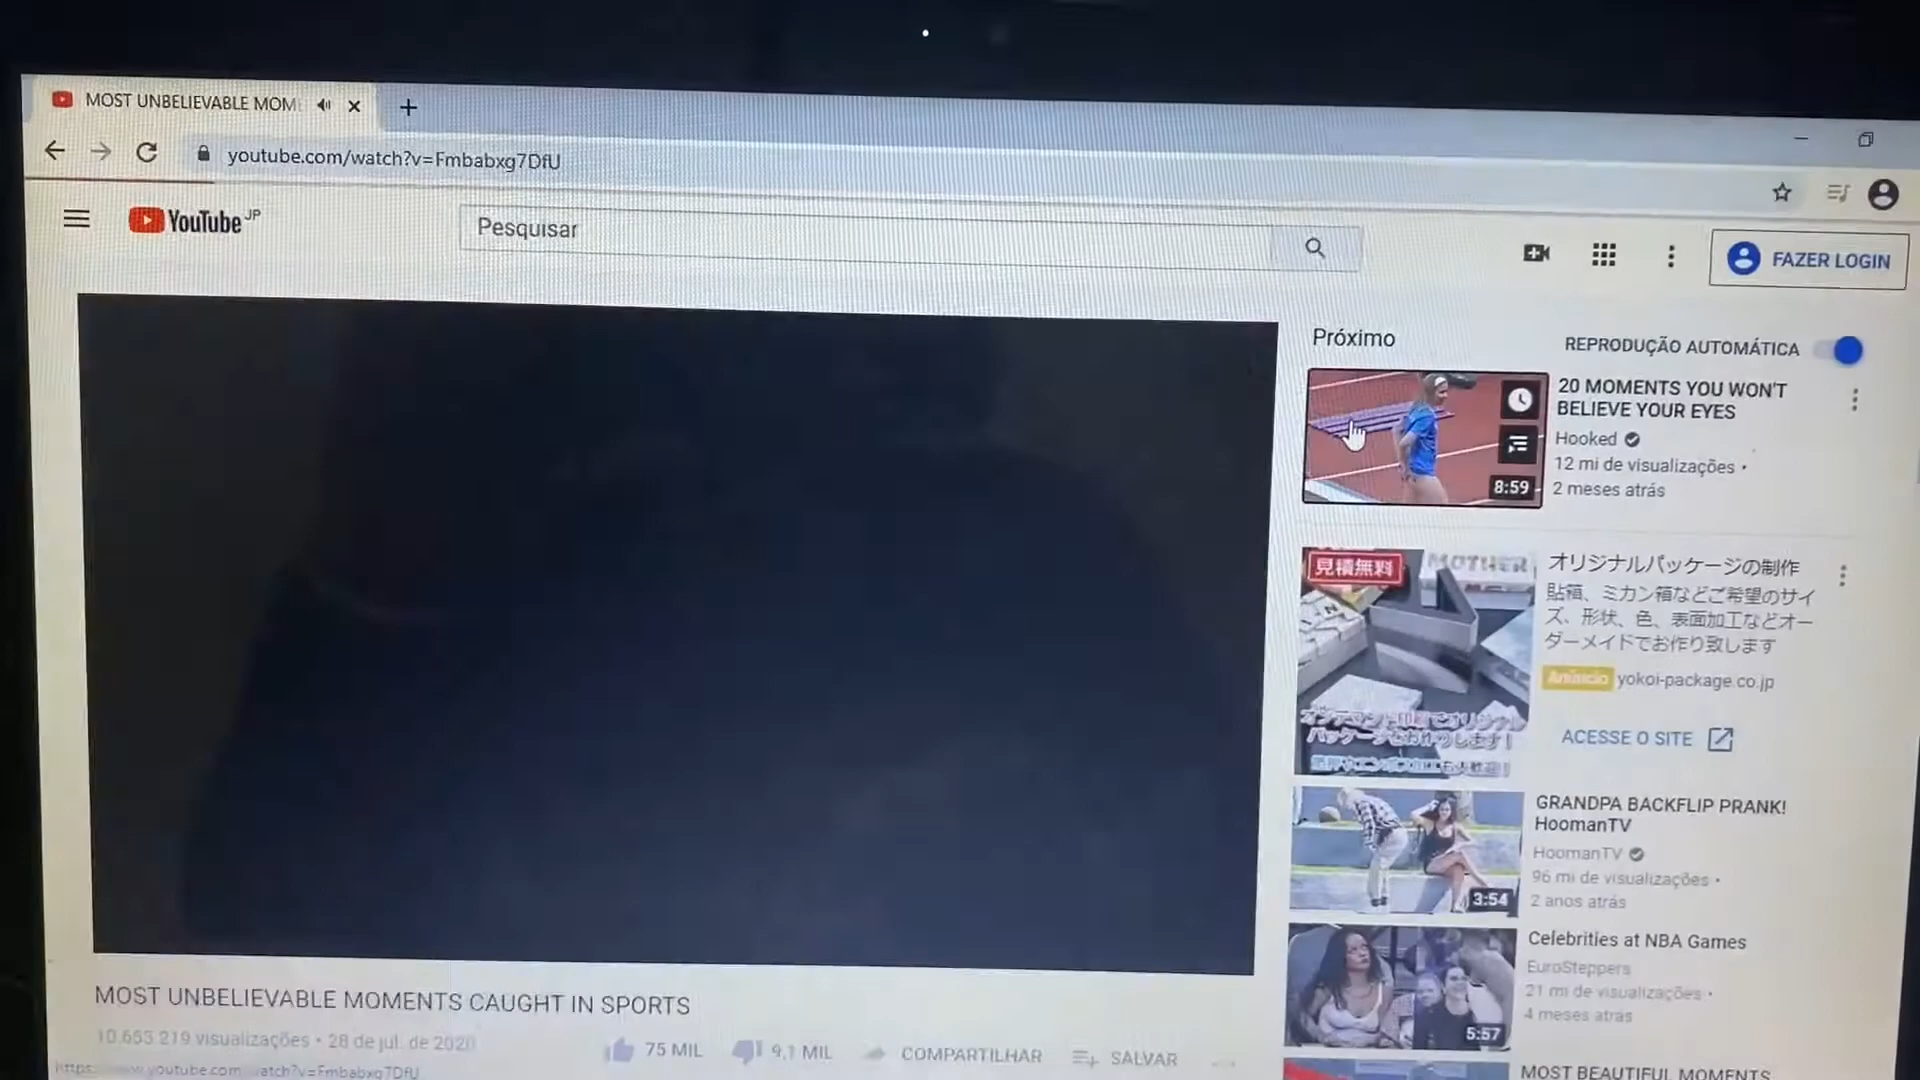 MOST UNBELIEVABLE MOM
youtube.com/watch?v=Fmbabxg7DfU
YouTube JP
Pesquisar
FAZER LOGIN
Próximo
REPRODUÇÃO AUTOMÁTICA
8:59
20 MOMENTS YOU WON'T
BELIEVE YOUR EYES
Hooked
12 mi de visualizações •
2 meses atrás
見積無料
MOTHER
オリジナルパッケージの制作
貼箱、ミカン箱などご希望のサイ
ズ、形状、色、表面加工などオー
ダーメイドでお作り致します
Anúncio yokoi-package.co.jp
ACESSE O SITE
3:54
GRANDPA BACKFLIP PRANK!
HoomanTV
HoomanTV
96 mi de visualizações •
2 anos atrás
5:57
Celebrities at NBA Games
EuroSteppers
21 mi de visualizações •
4 meses atrás
MOST BEAUTIFUL MOMENTS
MOST UNBELIEVABLE MOMENTS CAUGHT IN SPORTS
10.653.219 visualizações • 28 de jul. de 2020
75 MIL
9,1 MIL
COMPARTILHAR
SALVAR
https://www.youtube.com/watch?v=Fmbabxg7DfU